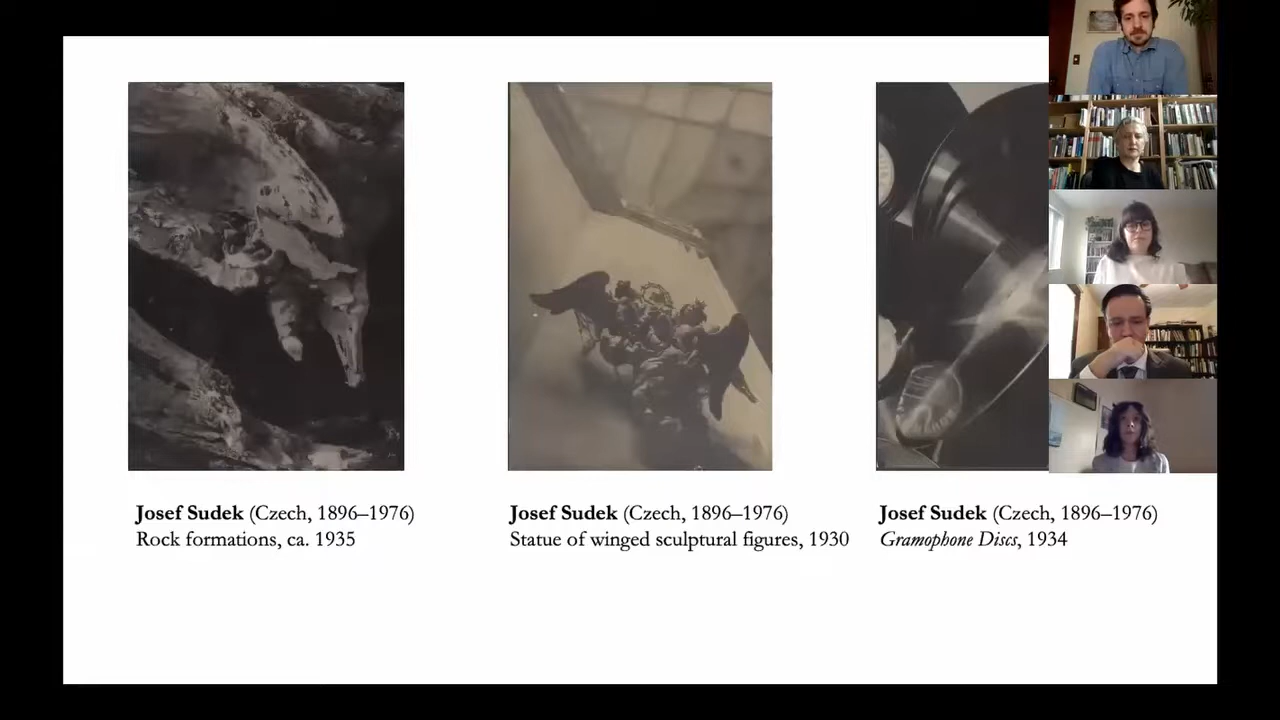 Josef Sudek (Czech, 1896–1976)
Rock formations, ca. 1935
Josef Sudek (Czech, 1896–1976)
Statue of winged sculptural figures, 1930
Josef Sudek (Czech, 1896–1976)
Gramophone Discs, 1934